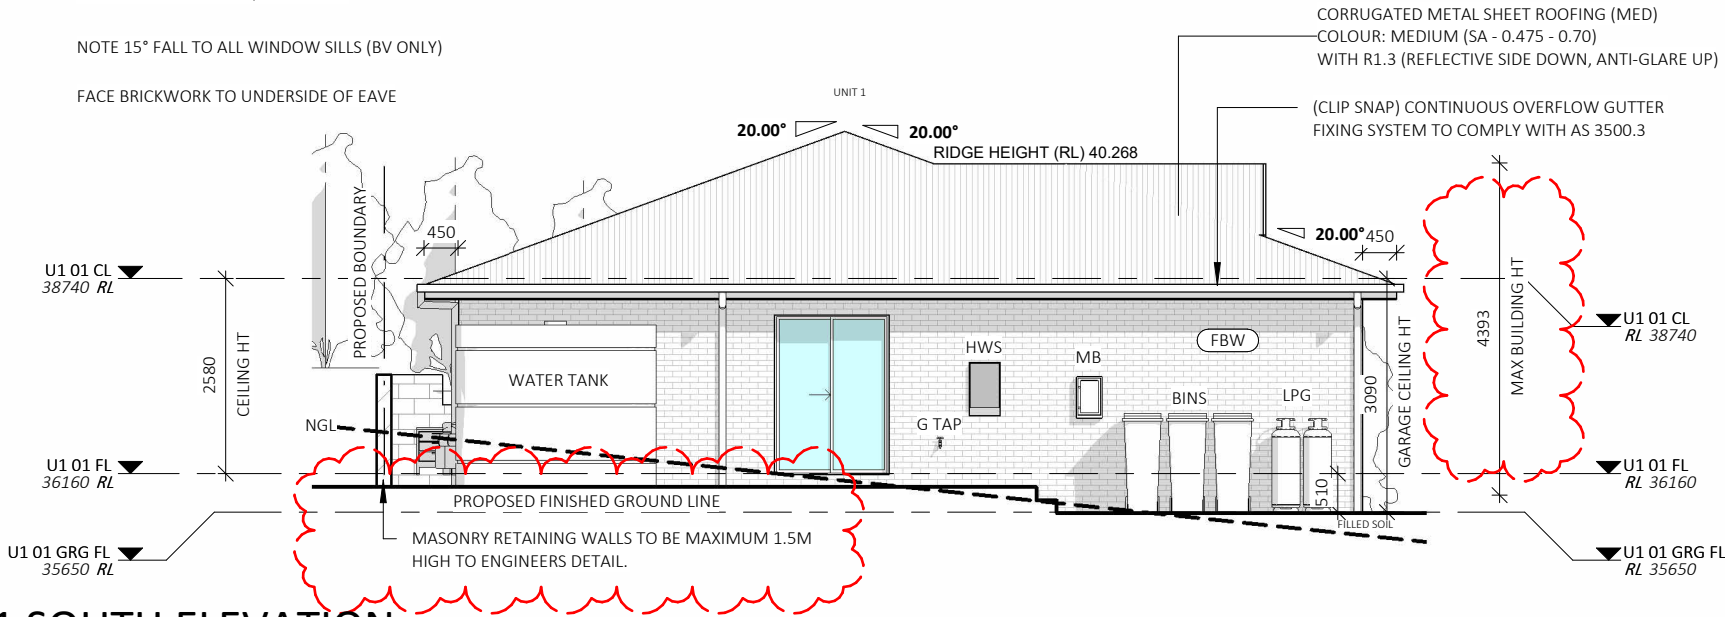 CORRUGATED METAL SHEET ROOFING (MED)
COLOUR: MEDIUM (SA - 0.475 - 0.70)
WITH R1.3 (REFLECTIVE SIDE DOWN, ANTI-GLARE UP)
NOTE 15° FALL TO ALL WINDOW SILLS (BV ONLY)
FACE BRICKWORK TO UNDERSIDE OF EAVE
UNIT 1
(CLIP SNAP) CONTINUOUS OVERFLOW GUTTER
FIXING SYSTEM TO COMPLY WITH AS 3500.3
20.00°
20.00°
RIDGE HEIGHT (RL) 40.268
PROPOSED BOUNDARY
450
20.00°
450
U1 01 CL
38740 RL
2580
CEILING HT
4393
MAX BUILDING HT
U1 01 CL
RL 38740
WATER TANK
HWS
MB
FBW
BINS
LPG
G TAP
3090
GARAGE CEILING HT
NGL
U1 01 FL
36160 RL
U1 01 FL
RL 36160
510
PROPOSED FINISHED GROUND LINE
FILLED SOIL
MASONRY RETAINING WALLS TO BE MAXIMUM 1.5M
HIGH TO ENGINEERS DETAIL.
U1 01 GRG FL
35650 RL
U1 01 GRG FL
RL 35650
SOUTH ELEVATION